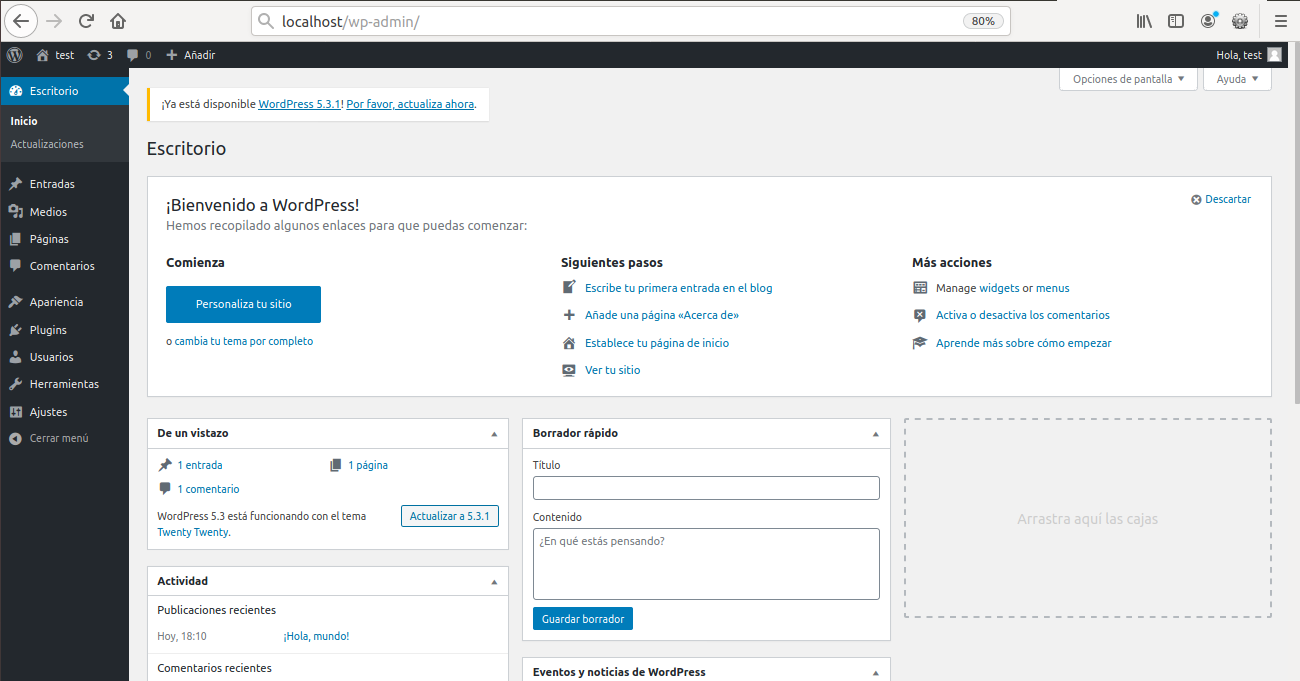 localhost/wp-admin/
80%
test
3
0
Añadir
Hola, test
Escritorio
Inicio
Actualizaciones
Entradas
Medios
Páginas
Comentarios
Apariencia
Plugins
Usuarios
Herramientas
Ajustes
Cerrar menú
Opciones de pantalla
Ayuda
¡Ya está disponible WordPress 5.3.1! Por favor, actualiza ahora.
Escritorio
¡Bienvenido a WordPress!
Descartar
Hemos recopilado algunos enlaces para que puedas comenzar:
Comienza
Personaliza tu sitio
o cambia tu tema por completo
Siguientes pasos
Escribe tu primera entrada en el blog
Añade una página «Acerca de»
Establece tu página de inicio
Ver tu sitio
Más acciones
Manage widgets or menus
Activa o desactiva los comentarios
Aprende más sobre cómo empezar
De un vistazo
1 entrada
1 página
1 comentario
WordPress 5.3 está funcionando con el tema
Twenty Twenty.
Actualizar a 5.3.1
Actividad
Publicaciones recientes
Hoy, 18:10
¡Hola, mundo!
Comentarios recientes
Borrador rápido
Título
Contenido
¿En qué estás pensando?
Guardar borrador
Eventos y noticias de WordPress
Arrastra aquí las cajas